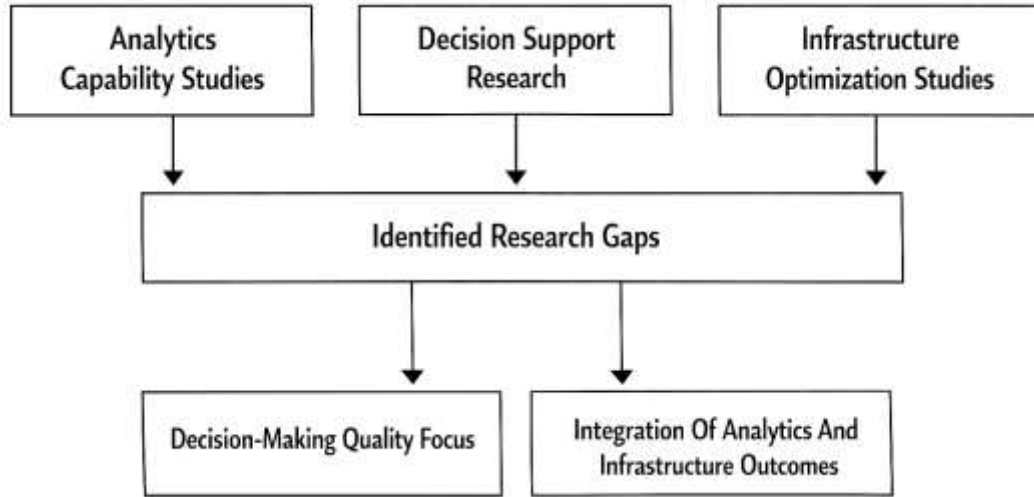 Analytics
Capability Studies
Decision Support
Research
Infrastructure
Optimization Studies
Identified Research Gaps
Decision-Making Quality Focus
Integration Of Analytics And
Infrastructure Outcomes